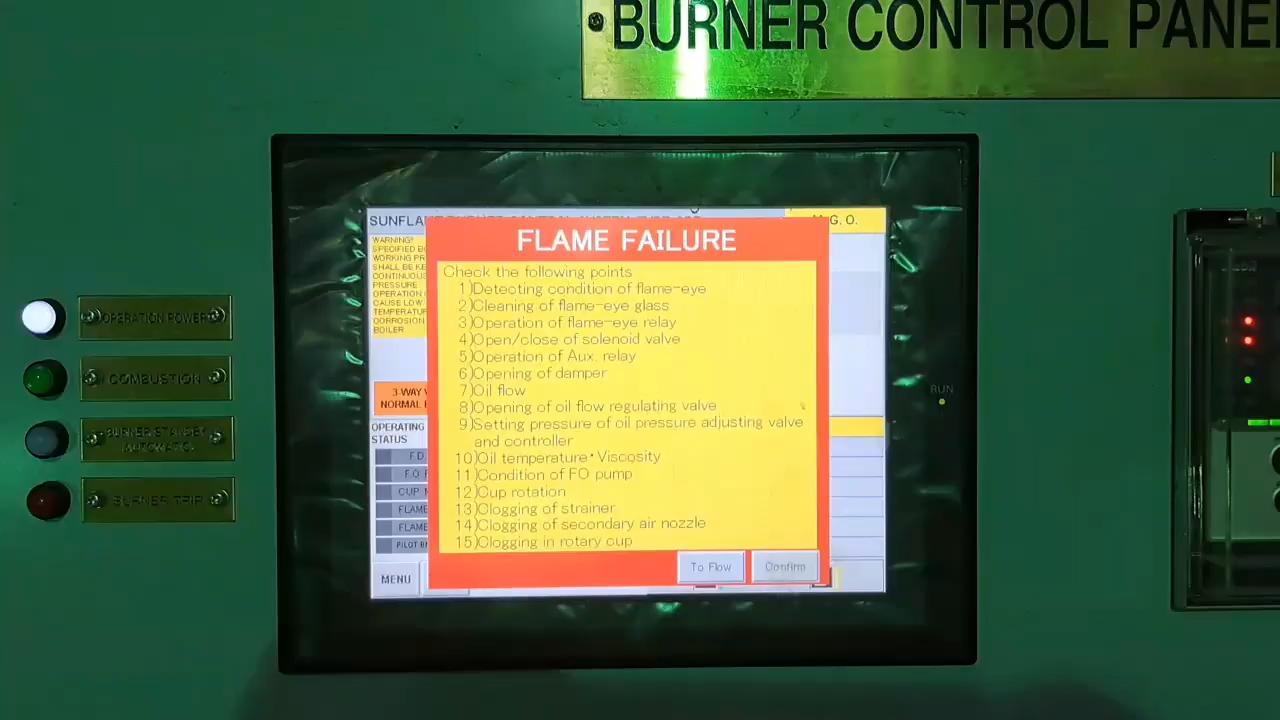 BURNER CONTROL PANEL
SUNFLA
M. G. O.
WARNING!
SPECIFIED BO
WORKING PR
SHALL BE KE
CONTINUOUS
PRESSURE
OPERATION
CAUSE LOW
TEMPERATUR
CORROSION
BOILER
FLAME FAILURE
Check the following points
1)Detecting condition of flame-eye
2)Cleaning of flame-eye glass
3)Operation of flame-eye relay
4)Open/close of solenoid valve
5)Operation of Aux. relay
6)Opening of damper
7)Oil flow
8)Opening of oil flow regulating valve
9)Setting pressure of oil pressure adjusting valve
and controller
10)Oil temperature・Viscosity
11)Condition of FO pump
12)Cup rotation
13)Clogging of strainer
14)Clogging of secondary air nozzle
15)Clogging in rotary cup
To Flow
Confirm
3-WAY
NORMAL
OPERATING
STATUS
F.D.
F.O.
CUP
FLAME
FLAME
PILOT
MENU
RUN
OPERATION POWER
COMBUSTION
BURNER STANDBY
AUTOMATIC
BURNER TRIP